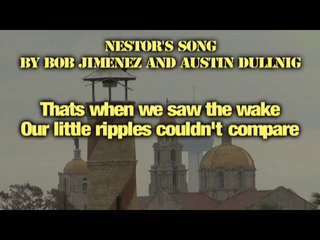 NESTOR'S SONG
BY BOB JIMENEZ AND AUSTIN DULLNIG
Thats when we saw the wake
Our little ripples couldn't compare